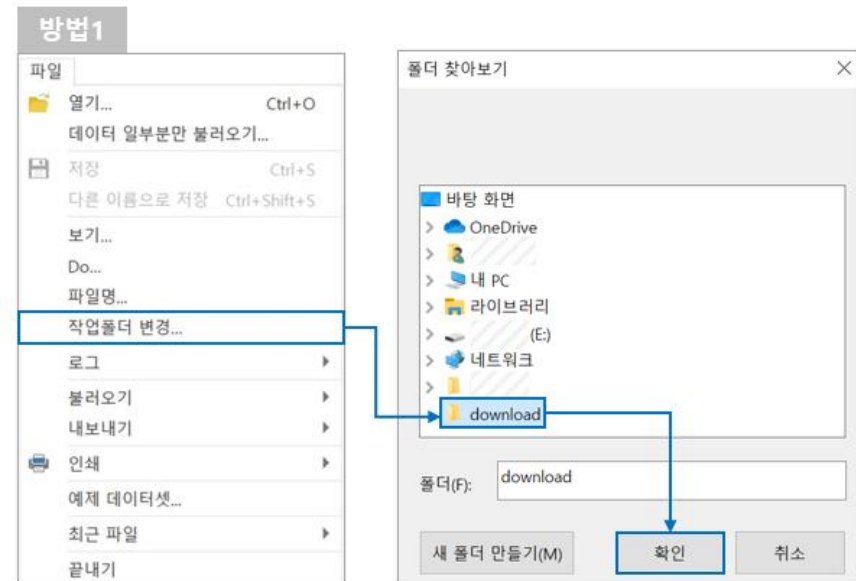 방법1
파일
열기... Ctrl+O
데이터 일부분만 불러오기...
저장 Ctrl+S
다른 이름으로 저장 Ctrl+Shift+S
보기...
Do...
파일명...
작업폴더 변경...
로그
불러오기
내보내기
인쇄
예제 데이터셋...
최근 파일
끝내기
폴더 찾아보기
바탕 화면
OneDrive
내 PC
라이브러리
(E:)
네트워크
download
폴더(F): download
새 폴더 만들기(M) 확인 취소